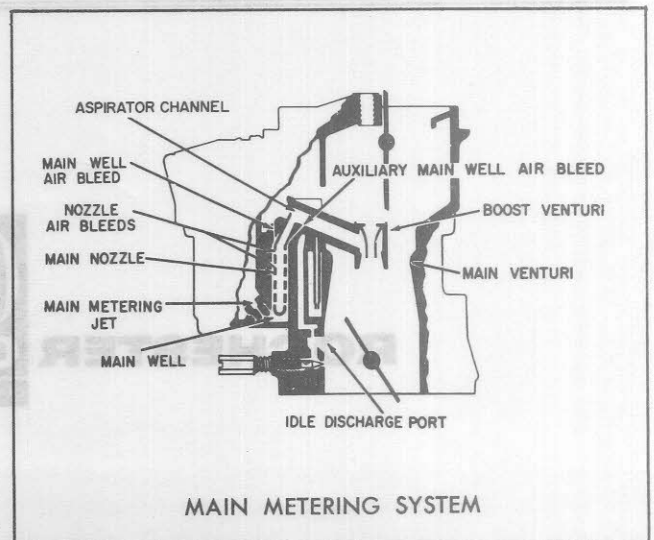 ASPIRATOR CHANNEL
MAIN WELL
AIR BLEED
AUXILIARY MAIN WELL AIR BLEED
NOZZLE
AIR BLEEDS
BOOST VENTURI
MAIN NOZZLE
MAIN VENTURI
MAIN METERING
JET
MAIN WELL
ROCHESTER
IDLE DISCHARGE PORT
MAIN METERING SYSTEM